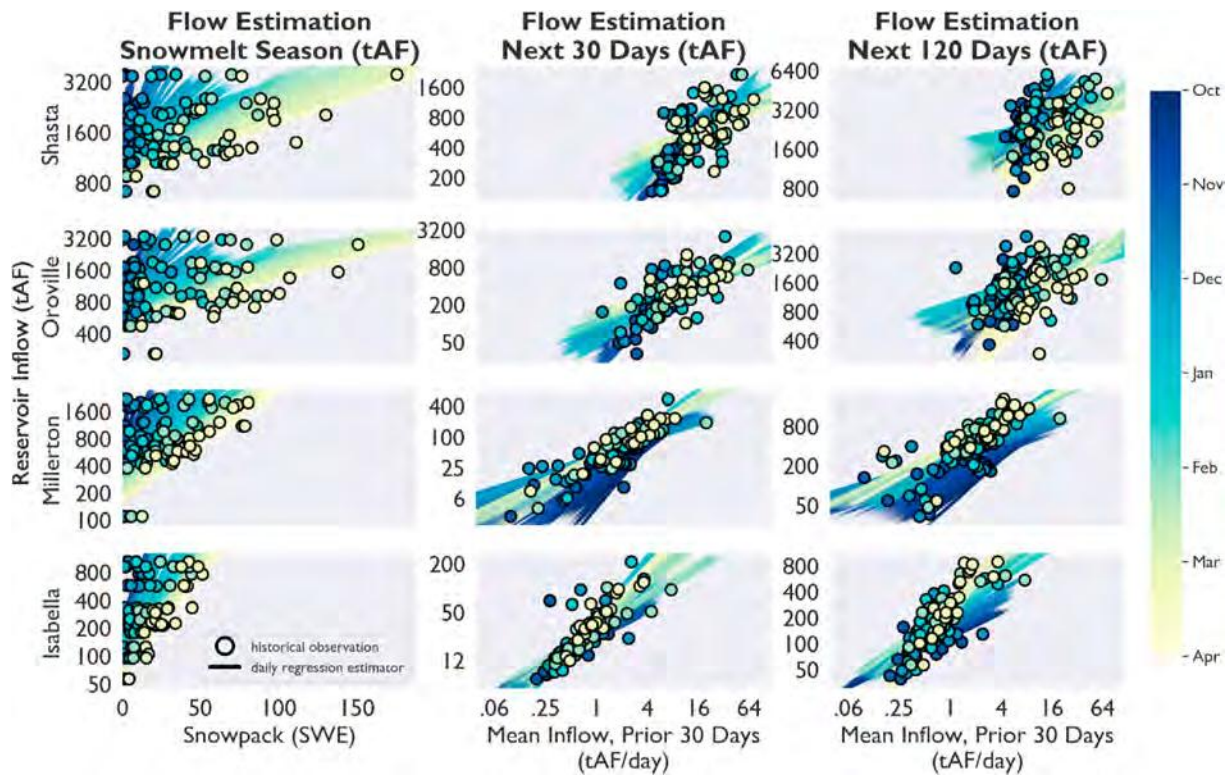 Flow Estimation
Snowmelt Season (tAF)
Flow Estimation
Next 30 Days (tAF)
Flow Estimation
Next 120 Days (tAF)
Reservoir Inflow (tAF)
Shasta
3200
1600
800
1600
800
400
200
6400
3200
1600
800
Oroville
3200
1600
800
400
3200
800
200
50
3200
1600
800
400
Millerton
1600
800
400
200
100
400
100
25
6
800
200
50
Isabella
800
400
200
100
50
200
50
12
800
400
200
100
50
historical observation
daily regression estimator
0 50 100 150
Snowpack (SWE)
.06 .25 1 4 16 64
Mean Inflow, Prior 30 Days
(tAF/day)
.06 .25 1 4 16 64
Mean Inflow, Prior 30 Days
(tAF/day)
Oct
Nov
Dec
Jan
Feb
Mar
Apr